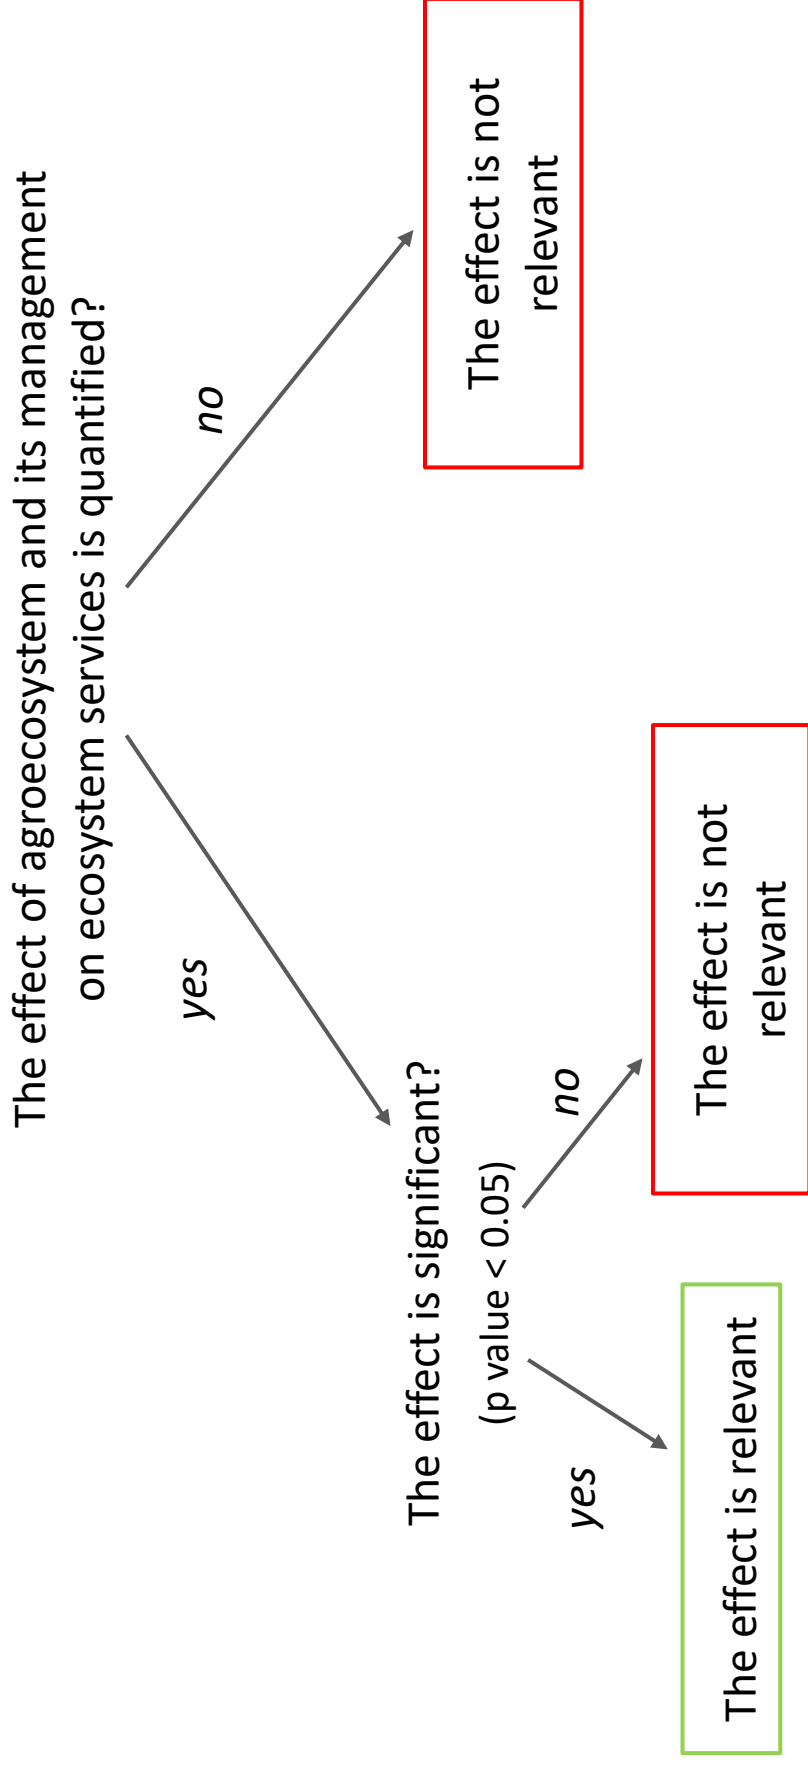 The effect of agroecosystem and its management
on ecosystem services is quantified?
yes
no
The effect is significant?
(p value < 0.05)
The effect is not
relevant
yes
no
The effect is relevant
The effect is not
relevant